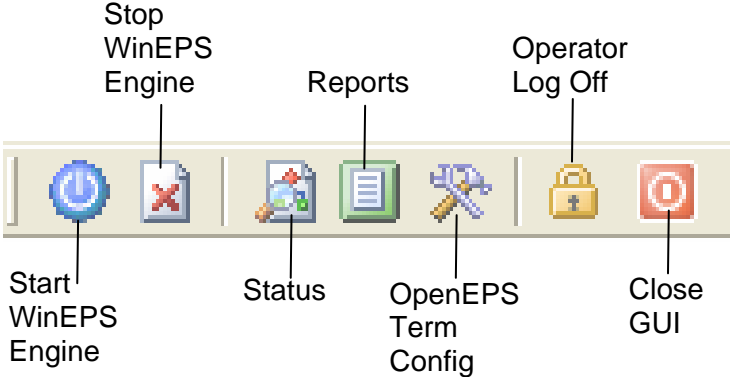 Stop
WinEPS
Engine
Reports
Operator
Log Off
Start
WinEPS
Engine
Status
OpenEPS
Term
Config
Close
GUI